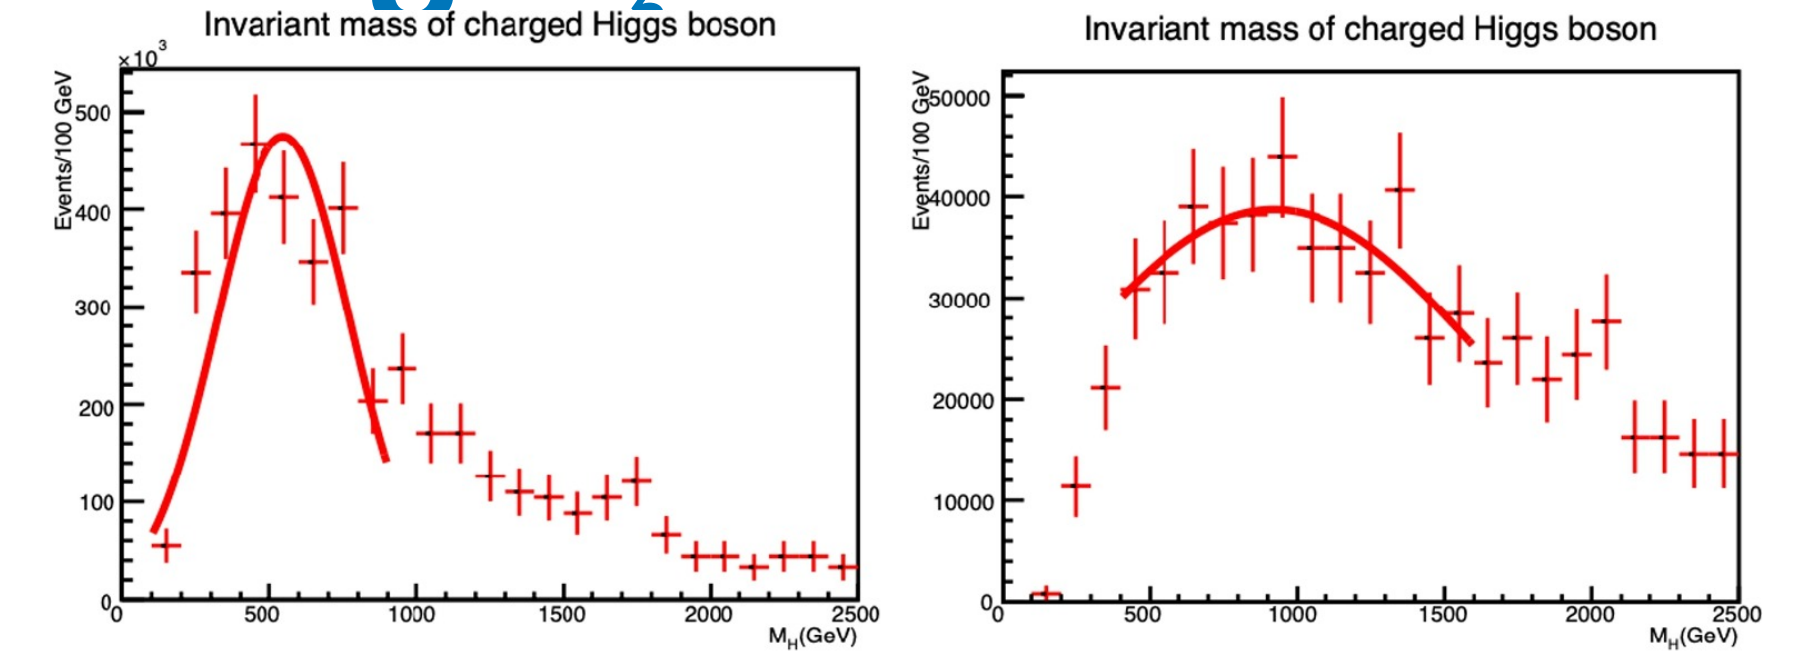 Invariant mass of charged Higgs boson
×10³
Events/100 GeV
500
400
300
200
100
0
0 500 1000 1500 2000 2500
M_H(GeV)
Invariant mass of charged Higgs boson
Events/100 GeV
50000
40000
30000
20000
10000
0
0 500 1000 1500 2000 2500
M_H(GeV)